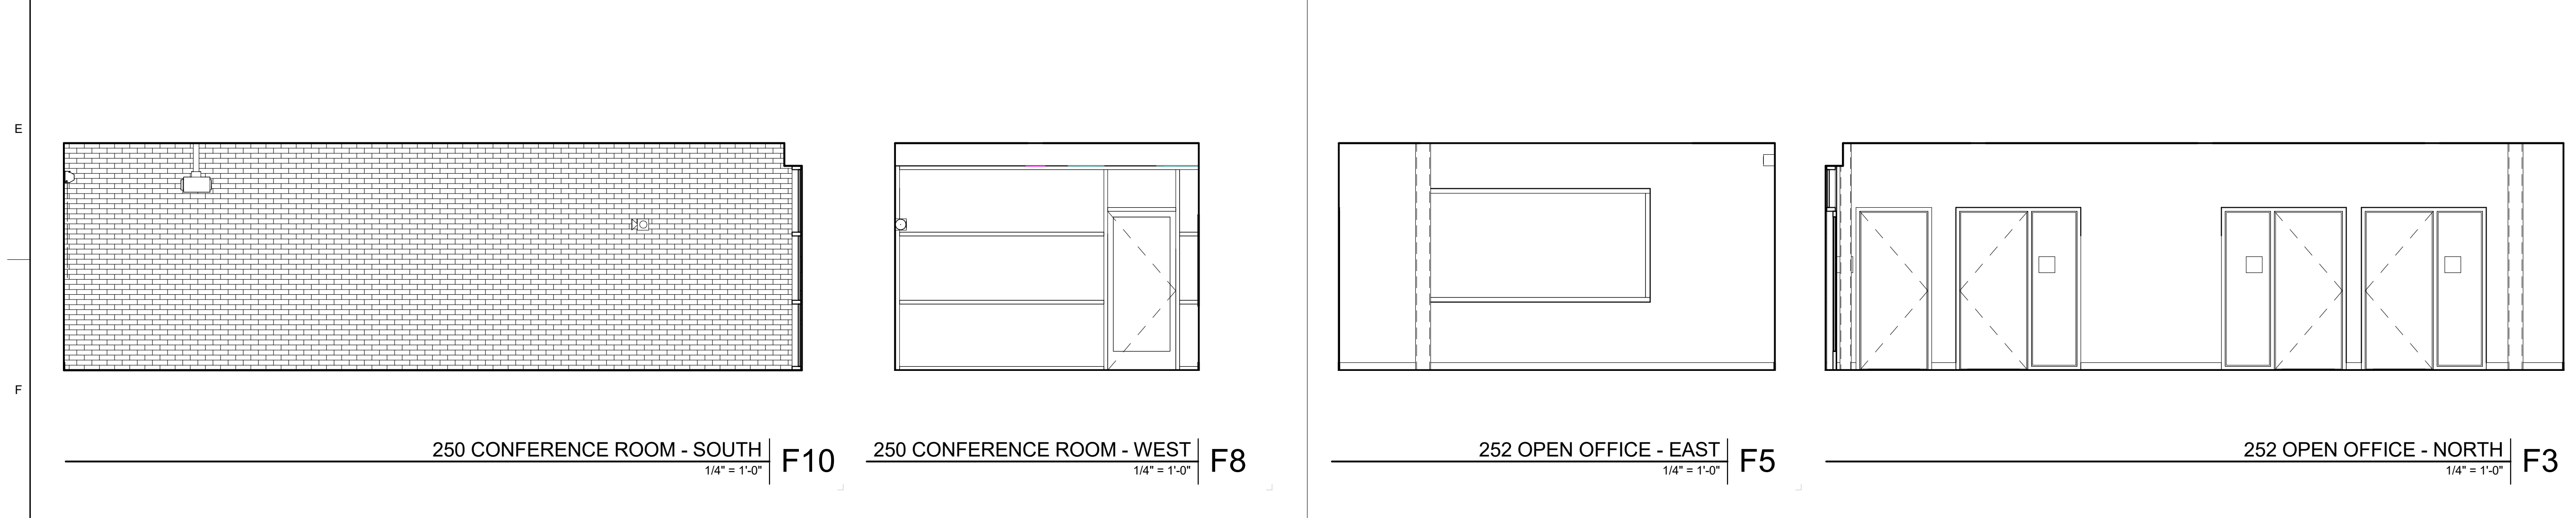 E
F
250 CONFERENCE ROOM - SOUTH
1/4" = 1'-0"
F10
250 CONFERENCE ROOM - WEST
1/4" = 1'-0"
F8
252 OPEN OFFICE - EAST
1/4" = 1'-0"
F5
252 OPEN OFFICE - NORTH
1/4" = 1'-0"
F3